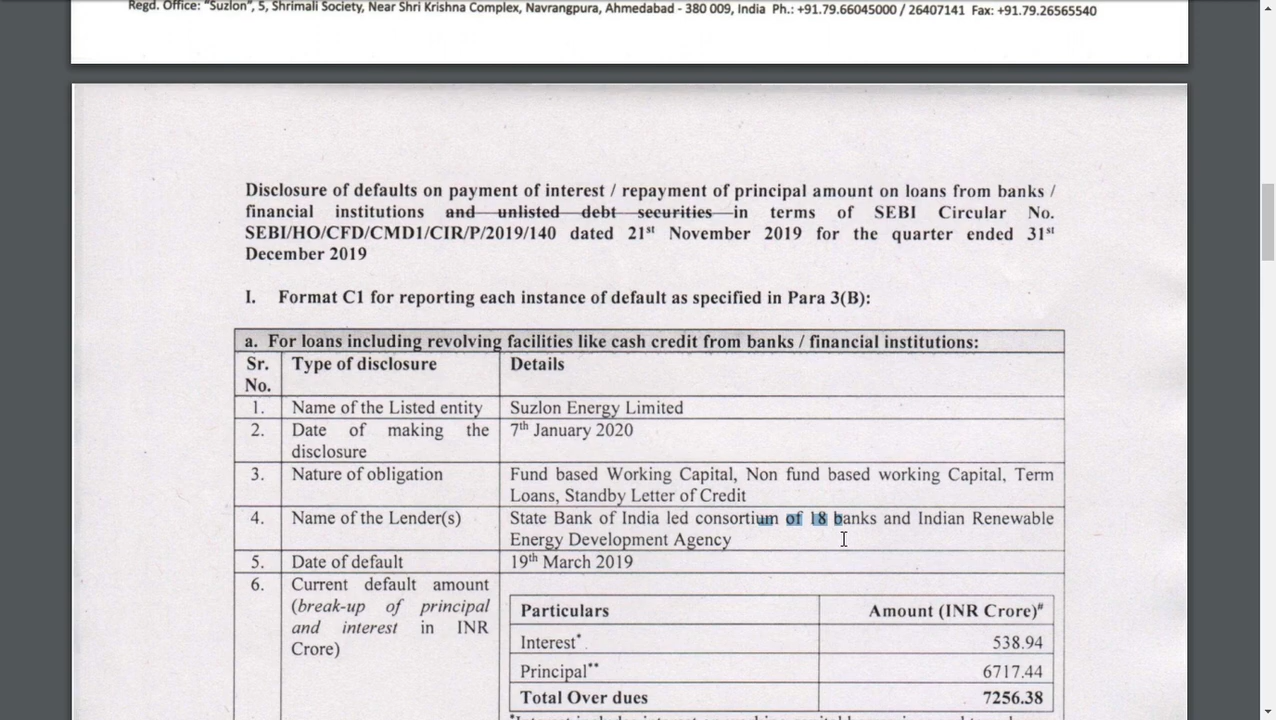 Regd. Office: "Suzlon", 5, Shrimali Society, Near Shri Krishna Complex, Navrangpura, Ahmedabad - 380 009, India Ph.: +91.79.66045000 / 26407141 Fax: +91.79.26565540
Disclosure of defaults on payment of interest / repayment of principal amount on loans from banks /
financial institutions and unlisted debt securities in terms of SEBI Circular No.
SEBI/HO/CFD/CMD1/CIR/P/2019/140 dated 21st November 2019 for the quarter ended 31st
December 2019
I. Format C1 for reporting each instance of default as specified in Para 3(B):
a. For loans including revolving facilities like cash credit from banks / financial institutions:
Sr. Type of disclosure Details
No.
1. Name of the Listed entity Suzlon Energy Limited
2. Date of making the 7th January 2020
disclosure
3. Nature of obligation Fund based Working Capital, Non fund based working Capital, Term
Loans, Standby Letter of Credit
4. Name of the Lender(s) State Bank of India led consortium of 18 banks and Indian Renewable
Energy Development Agency
5. Date of default 19th March 2019
6. Current default amount
(break-up of principal Particulars Amount (INR Crore)#
and interest in INR Interest* 538.94
Crore) Principal** 6717.44
Total Over dues 7256.38